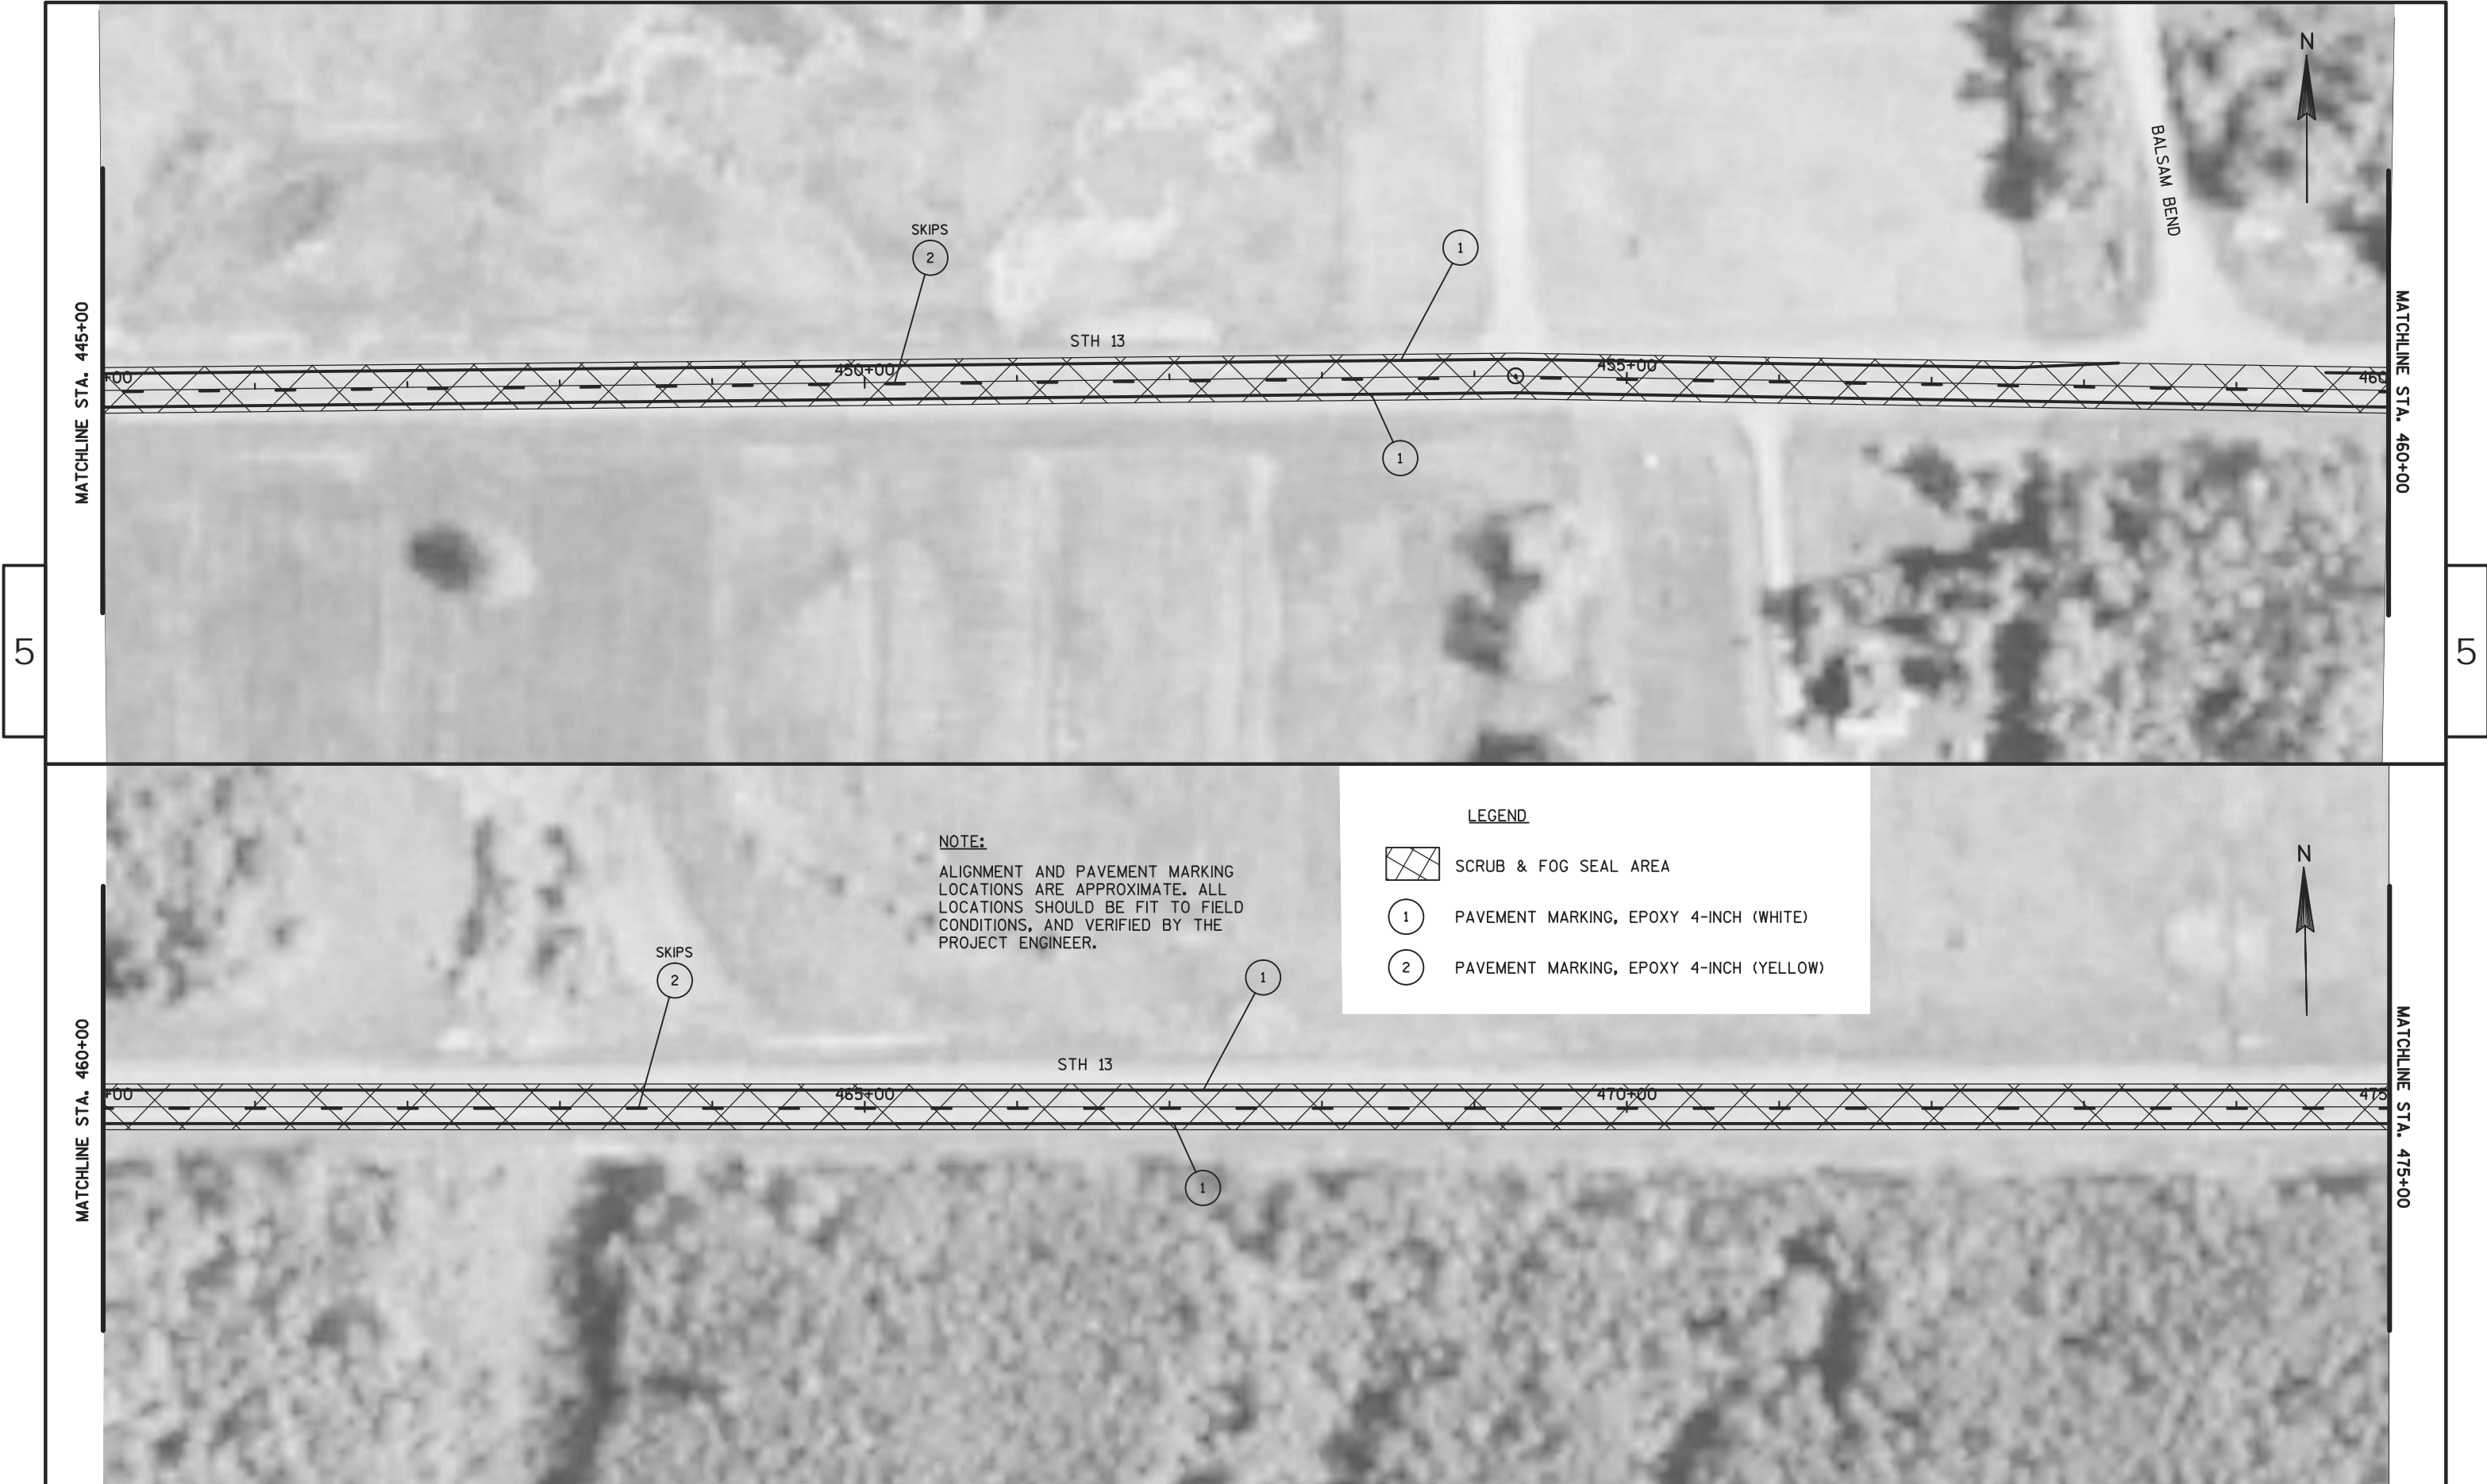 N
BALSAM BEND
SKIPS
2
1
STH 13
MATCHLINE STA. 445+00
+00
450+00
455+00
460
MATCHLINE STA. 460+00
1
5
5
LEGEND
NOTE:
ALIGNMENT AND PAVEMENT MARKING
LOCATIONS ARE APPROXIMATE. ALL
LOCATIONS SHOULD BE FIT TO FIELD
CONDITIONS, AND VERIFIED BY THE
PROJECT ENGINEER.
SCRUB & FOG SEAL AREA
1 PAVEMENT MARKING, EPOXY 4-INCH (WHITE)
2 PAVEMENT MARKING, EPOXY 4-INCH (YELLOW)
N
SKIPS
2
1
STH 13
MATCHLINE STA. 460+00
+00
465+00
470+00
475
MATCHLINE STA. 475+00
1